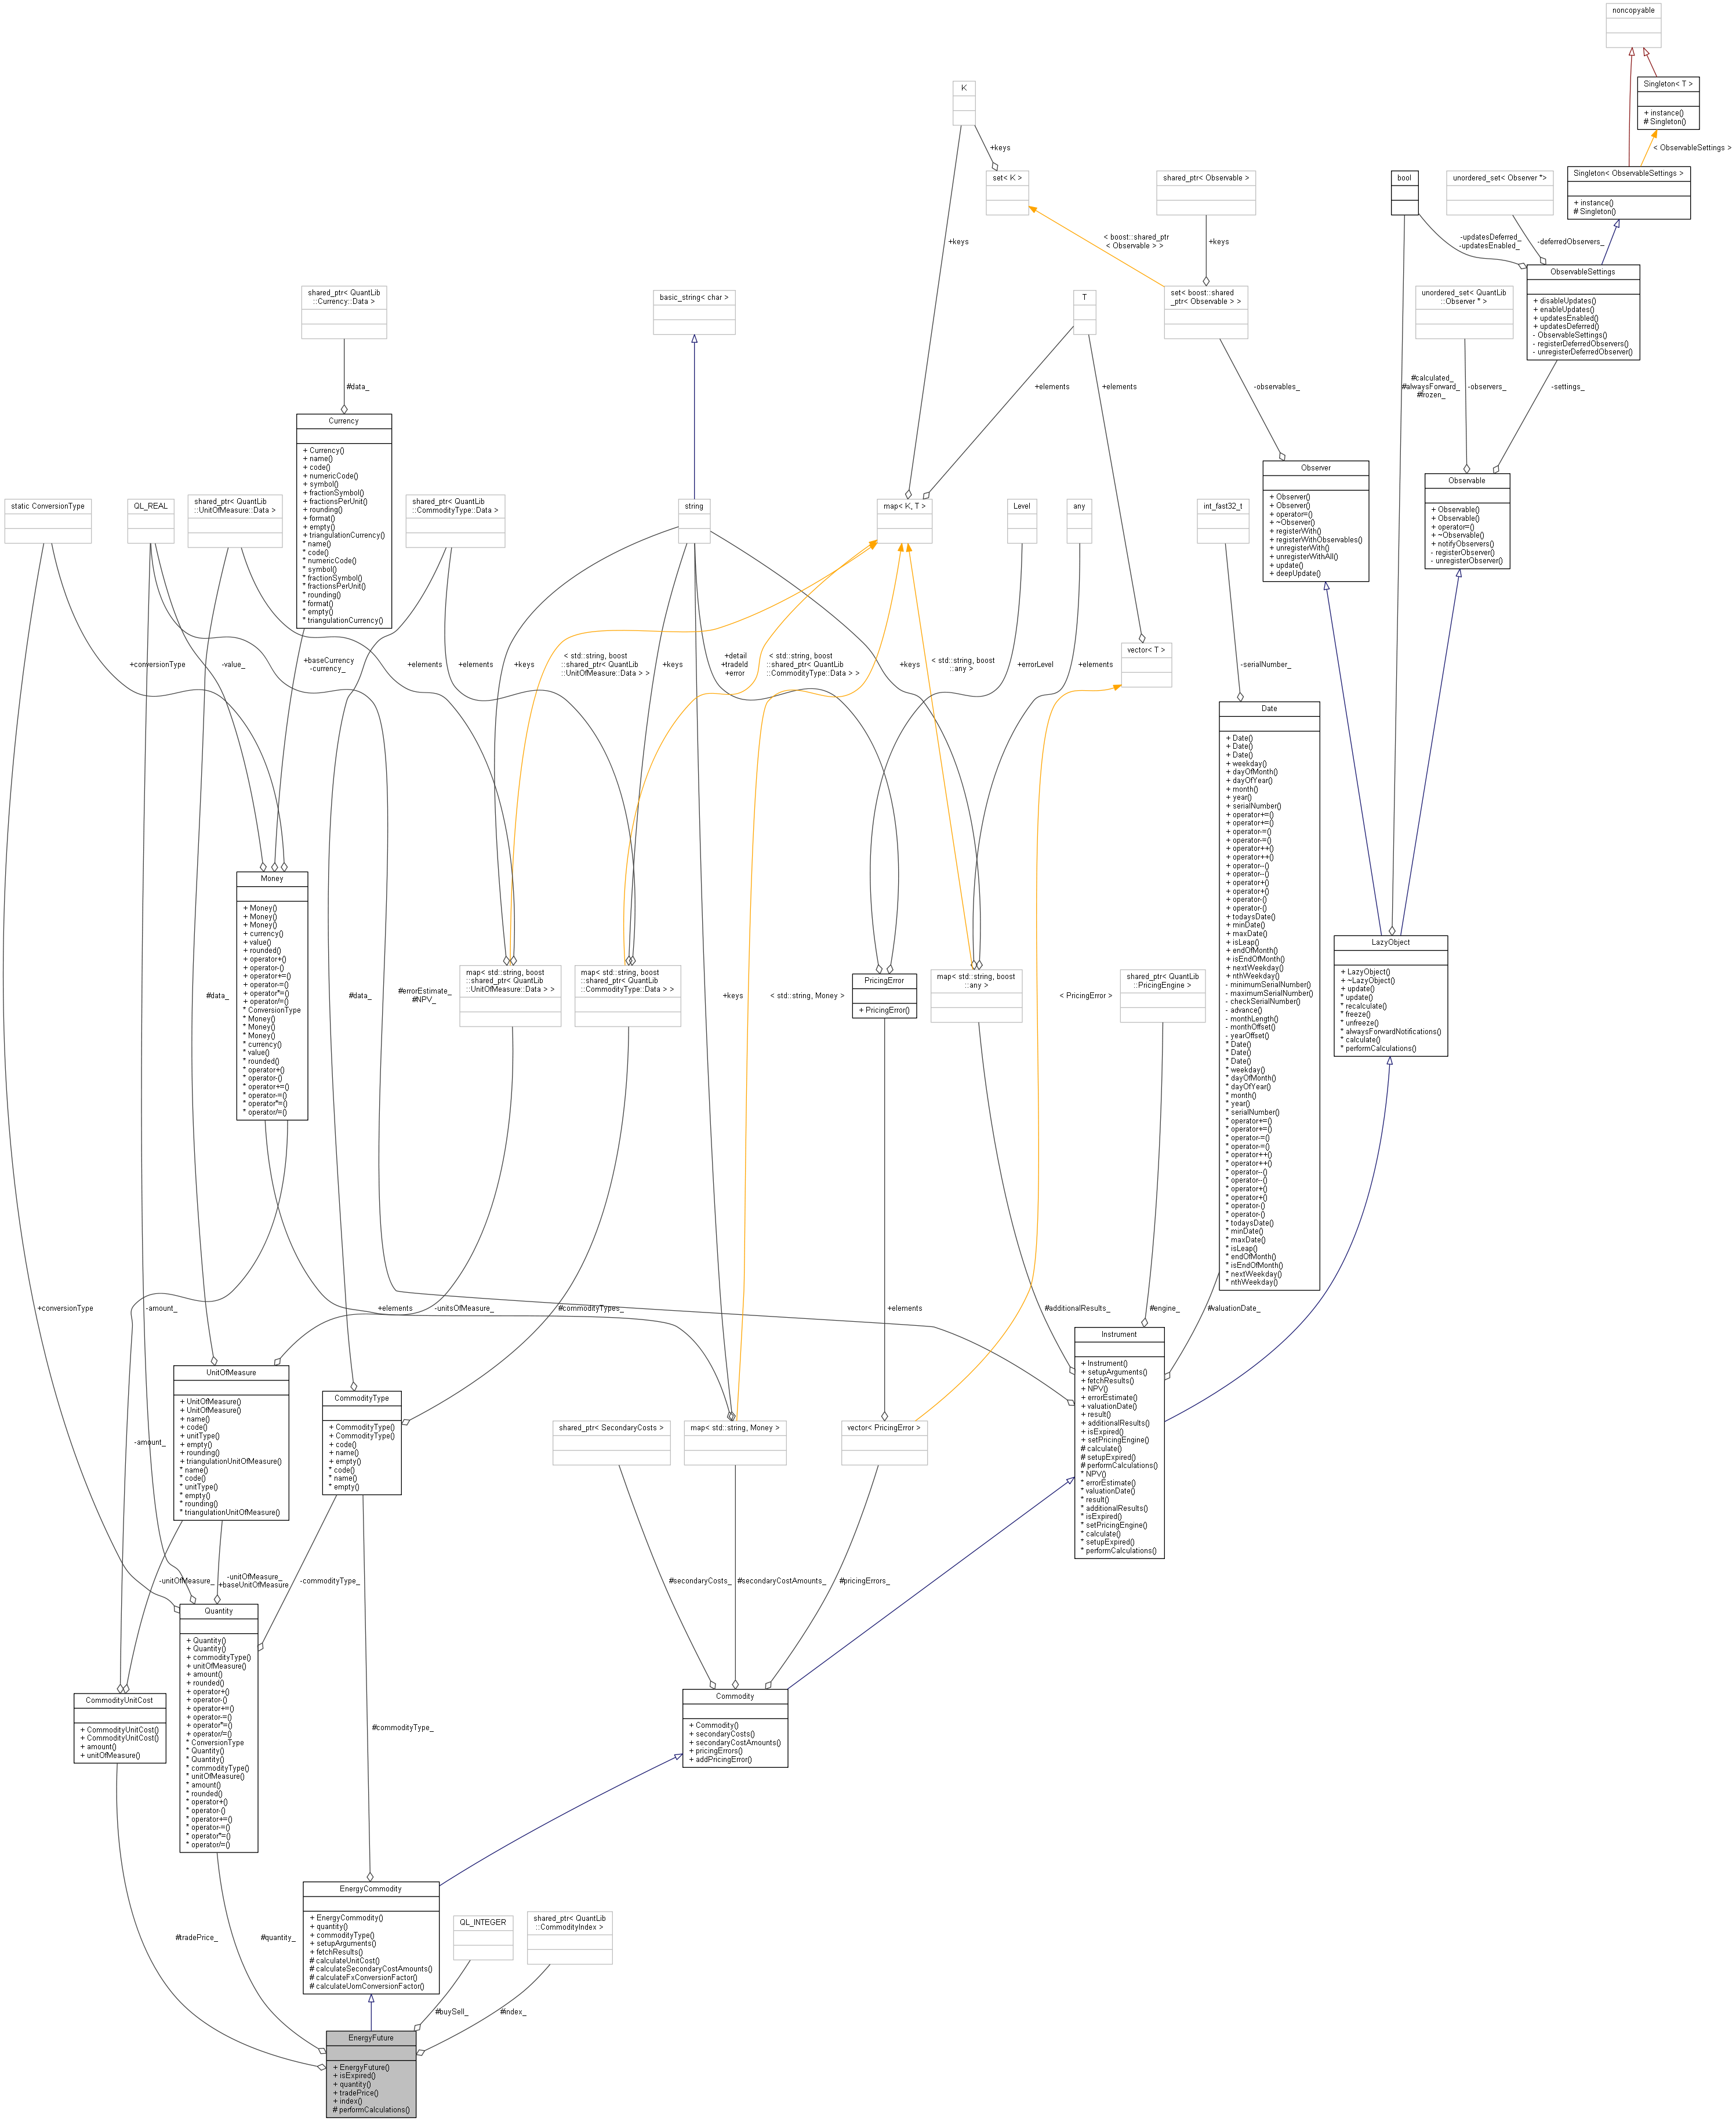 noncopyable
Singleton< T >
+ instance()
# Singleton()
< ObservableSettings >
K
+keys
set< K >
shared_ptr< Observable >
bool
unordered_set< Observer *>
Singleton< ObservableSettings >
+ instance()
# Singleton()
+keys
< boost::shared_ptr
< Observable > >
+keys
-updatesDeferred_
-updatesEnabled_
-deferredObservers_
shared_ptr< QuantLib
::Currency::Data >
basic_string< char >
T
set< boost::shared
_ptr< Observable > >
unordered_set< QuantLib
::Observer * >
ObservableSettings
+ disableUpdates()
+ enableUpdates()
+ updatesEnabled()
+ updatesDeferred()
- ObservableSettings()
- registerDeferredObservers()
- unregisterDeferredObserver()
#data_
+elements
+elements
-observables_
#calculated_
#alwaysForward_
#frozen_
-observers_
-settings_
Currency
+ Currency()
+ name()
+ code()
+ numericCode()
+ symbol()
+ fractionSymbol()
+ fractionsPerUnit()
+ rounding()
+ format()
+ empty()
+ triangulationCurrency()
* name()
* code()
* numericCode()
* symbol()
* fractionSymbol()
* fractionsPerUnit()
* rounding()
* format()
* empty()
* triangulationCurrency()
Observer
+ Observer()
+ Observer()
+ operator=()
+ ~Observer()
+ registerWith()
+ registerWithObservables()
+ unregisterWith()
+ unregisterWithAll()
+ update()
+ deepUpdate()
Observable
+ Observable()
+ Observable()
+ operator=()
+ ~Observable()
+ notifyObservers()
- registerObserver()
- unregisterObserver()
static ConversionType
QL_REAL
shared_ptr< QuantLib
::UnitOfMeasure::Data >
shared_ptr< QuantLib
::CommodityType::Data >
string
map< K, T >
Level
any
int_fast32_t
vector< T >
+conversionType
-value_
+baseCurrency
-currency_
+elements
+elements
+keys
< std::string, boost
::shared_ptr< QuantLib
::UnitOfMeasure::Data > >
+keys
+detail
+tradeId
+error
< std::string, boost
::shared_ptr< QuantLib
::CommodityType::Data > >
+keys
< std::string, boost
::any >
+errorLevel
+elements
-serialNumber_
Date
+ Date()
+ Date()
+ Date()
+ weekday()
+ dayOfMonth()
+ dayOfYear()
+ month()
+ year()
+ serialNumber()
+ operator+=()
+ operator+=()
+ operator-=()
+ operator-=()
+ operator++()
+ operator++()
+ operator--()
+ operator--()
+ operator+()
+ operator+()
+ operator-()
+ operator-()
+ todaysDate()
+ minDate()
+ maxDate()
+ isLeap()
+ endOfMonth()
+ isEndOfMonth()
+ nextWeekday()
+ nthWeekday()
- minimumSerialNumber()
- maximumSerialNumber()
- checkSerialNumber()
- advance()
- monthLength()
- monthOffset()
- yearOffset()
* Date()
* Date()
* Date()
* weekday()
* dayOfMonth()
* dayOfYear()
* month()
* year()
* serialNumber()
* operator+=()
* operator+=()
* operator-=()
* operator-=()
* operator++()
* operator++()
* operator--()
* operator--()
* operator+()
* operator+()
* operator-()
* operator-()
* todaysDate()
* minDate()
* maxDate()
* isLeap()
* endOfMonth()
* isEndOfMonth()
* nextWeekday()
* nthWeekday()
Money
+ Money()
+ Money()
+ Money()
+ currency()
+ value()
+ rounded()
+ operator+()
+ operator-()
+ operator+=()
+ operator-=()
+ operator*=()
+ operator/=()
* ConversionType
* Money()
* Money()
* Money()
* currency()
* value()
* rounded()
* operator+()
* operator-()
* operator+=()
* operator-=()
* operator*=()
* operator/=()
LazyObject
+ LazyObject()
+ ~LazyObject()
+ update()
* update()
* recalculate()
* freeze()
* unfreeze()
* alwaysForwardNotifications()
* calculate()
* performCalculations()
#data_
#data_
#errorEstimate_
#NPV_
map< std::string, boost
::shared_ptr< QuantLib
::UnitOfMeasure::Data > >
map< std::string, boost
::shared_ptr< QuantLib
::CommodityType::Data > >
+keys
< std::string, Money >
PricingError
+ PricingError()
map< std::string, boost
::any >
< PricingError >
shared_ptr< QuantLib
::PricingEngine >
+conversionType
-amount_
+elements
-unitsOfMeasure_
#commodityTypes_
+elements
#additionalResults_
#engine_
#valuationDate_
Instrument
+ Instrument()
+ setupArguments()
+ fetchResults()
+ NPV()
+ errorEstimate()
+ valuationDate()
+ result()
+ additionalResults()
+ isExpired()
+ setPricingEngine()
# calculate()
# setupExpired()
# performCalculations()
* NPV()
* errorEstimate()
* valuationDate()
* result()
* additionalResults()
* isExpired()
* setPricingEngine()
* calculate()
* setupExpired()
* performCalculations()
UnitOfMeasure
+ UnitOfMeasure()
+ UnitOfMeasure()
+ name()
+ code()
+ unitType()
+ empty()
+ rounding()
+ triangulationUnitOfMeasure()
* name()
* code()
* unitType()
* empty()
* rounding()
* triangulationUnitOfMeasure()
CommodityType
+ CommodityType()
+ CommodityType()
+ code()
+ name()
+ empty()
* code()
* name()
* empty()
shared_ptr< SecondaryCosts >
map< std::string, Money >
vector< PricingError >
-amount_
-unitOfMeasure_
-unitOfMeasure_
+baseUnitOfMeasure
-commodityType_
#secondaryCosts_
#secondaryCostAmounts_
#pricingErrors_
Quantity
+ Quantity()
+ Quantity()
+ commodityType()
+ unitOfMeasure()
+ amount()
+ rounded()
+ operator+()
+ operator-()
+ operator+=()
+ operator-=()
+ operator*=()
+ operator/=()
* ConversionType
* Quantity()
* Quantity()
* commodityType()
* unitOfMeasure()
* amount()
* rounded()
* operator+()
* operator-()
* operator+=()
* operator-=()
* operator*=()
* operator/=()
CommodityUnitCost
+ CommodityUnitCost()
+ CommodityUnitCost()
+ amount()
+ unitOfMeasure()
#commodityType_
Commodity
+ Commodity()
+ secondaryCosts()
+ secondaryCostAmounts()
+ pricingErrors()
+ addPricingError()
EnergyCommodity
+ EnergyCommodity()
+ quantity()
+ commodityType()
+ setupArguments()
+ fetchResults()
# calculateUnitCost()
# calculateSecondaryCostAmounts()
# calculateFxConversionFactor()
# calculateUomConversionFactor()
QL_INTEGER
shared_ptr< QuantLib
::CommodityIndex >
#tradePrice_
#quantity_
#buySell_
#index_
EnergyFuture
+ EnergyFuture()
+ isExpired()
+ quantity()
+ tradePrice()
+ index()
# performCalculations()